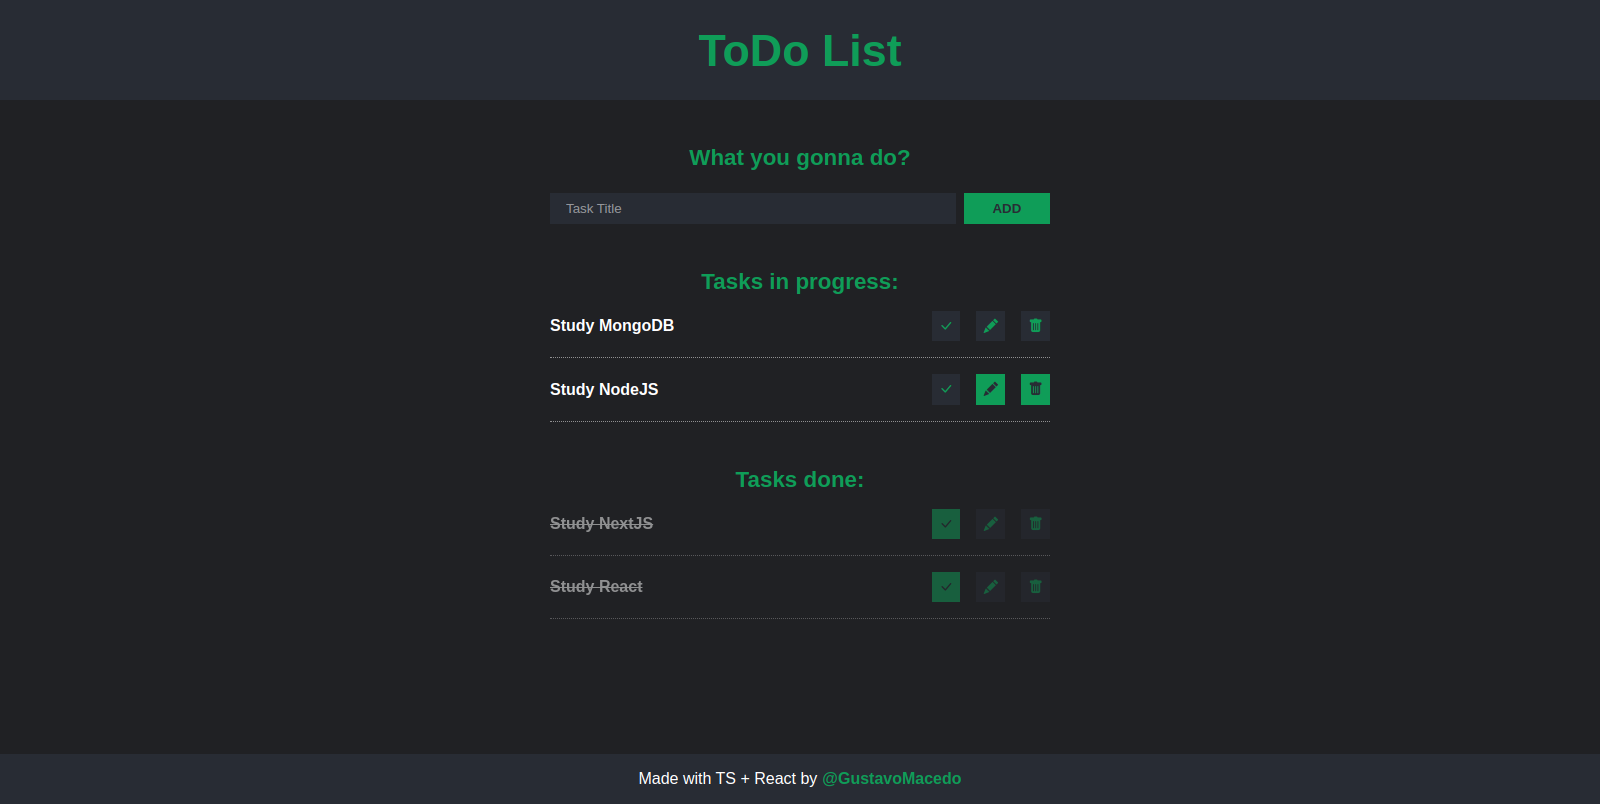 ToDo List
What you gonna do?
Task Title
ADD
Tasks in progress:
Study MongoDB
Study NodeJS
Tasks done:
Study NextJS
Study React
Made with TS + React by @GustavoMacedo